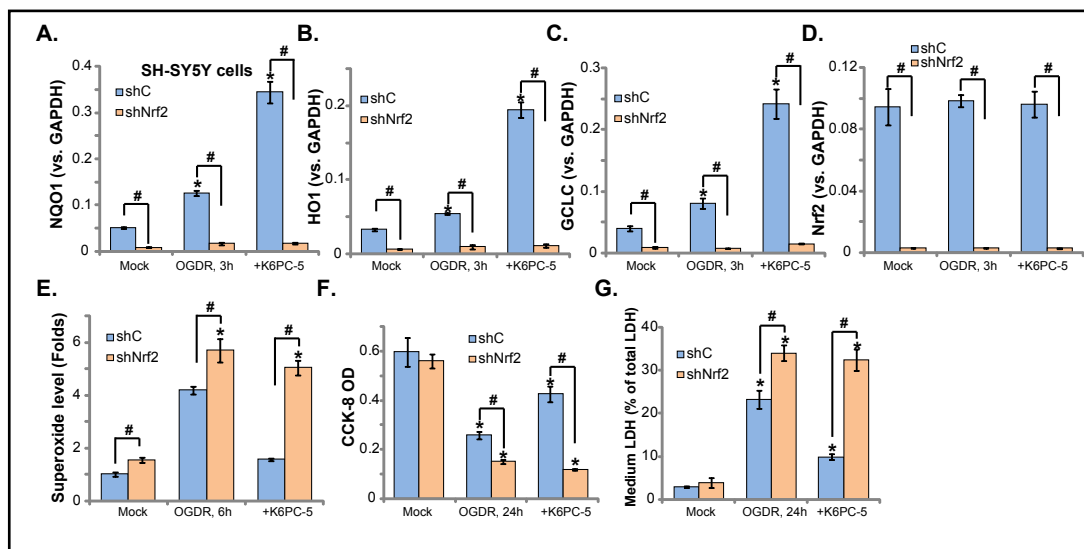 A.
NQO1 (vs. GAPDH)
0.4
0.3
0.2
0.1
0
SH-SY5Y cells
shC
shNrf2
#
#
*
#
*
Mock
OGDR, 3h
+K6PC-5
B.
HO1 (vs. GAPDH)
0.2
0.1
0
shC
shNrf2
#
#
*
#
*
Mock
OGDR, 3h
+K6PC-5
C.
GCLC (vs. GAPDH)
0.3
0.2
0.1
0
shC
shNrf2
#
#
*
#
*
Mock
OGDR, 3h
+K6PC-5
D.
Nrf2 (vs. GAPDH)
0.12
0.08
0.04
0
shC
shNrf2
#
#
#
Mock
OGDR, 3h
+K6PC-5
E.
Superoxide level (Folds)
6
4
2
0
shC
shNrf2
#
#
*
#
*
Mock
OGDR, 6h
+K6PC-5
F.
CCK-8 OD
0.6
0.4
0.2
0
shC
shNrf2
#
*
*
#
*
*
Mock
OGDR, 24h
+K6PC-5
G.
Medium LDH (% of total LDH)
40
30
20
10
0
shC
shNrf2
#
*
*
#
*
*
Mock
OGDR, 24h
+K6PC-5